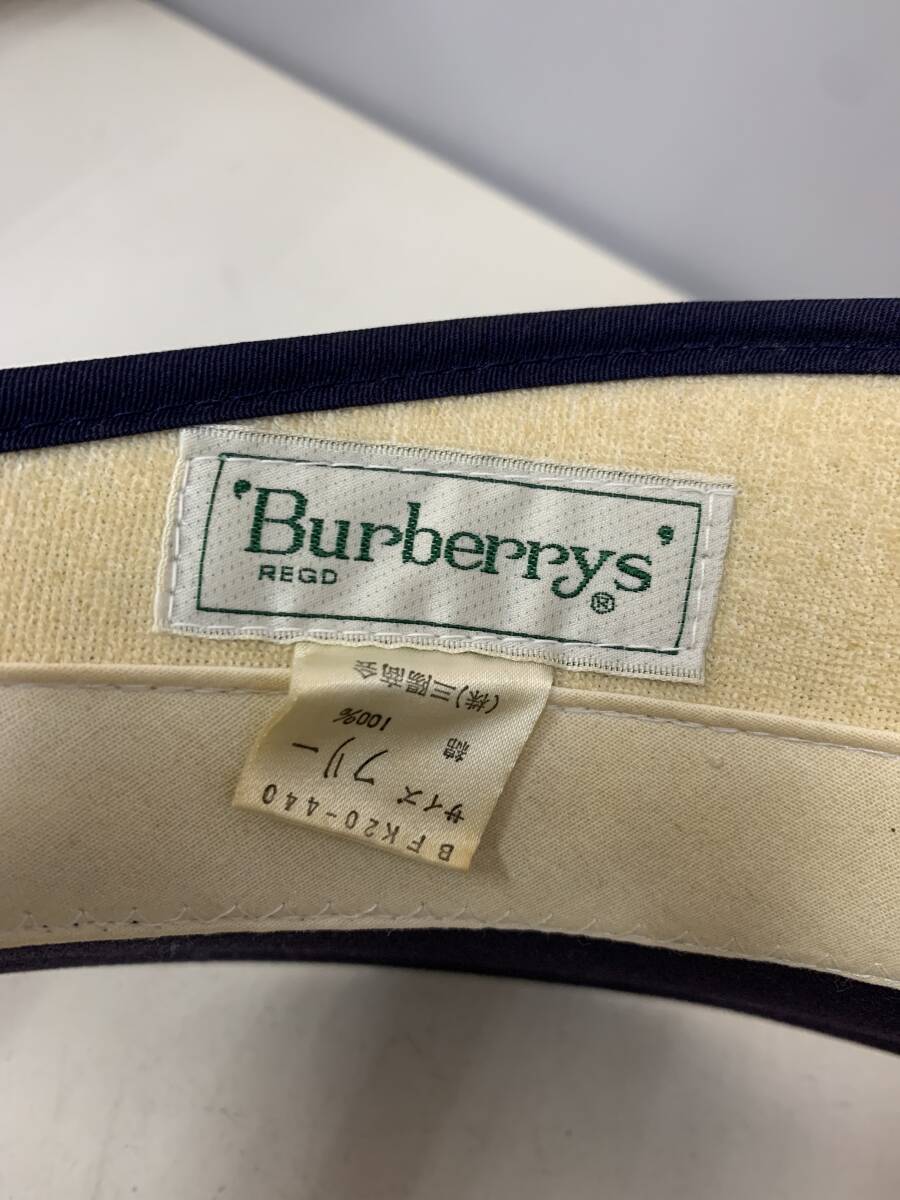 'Burberrys'
REGD ®
BFK20-440
サイズ フリー
綿 100%
(株)三陽商会